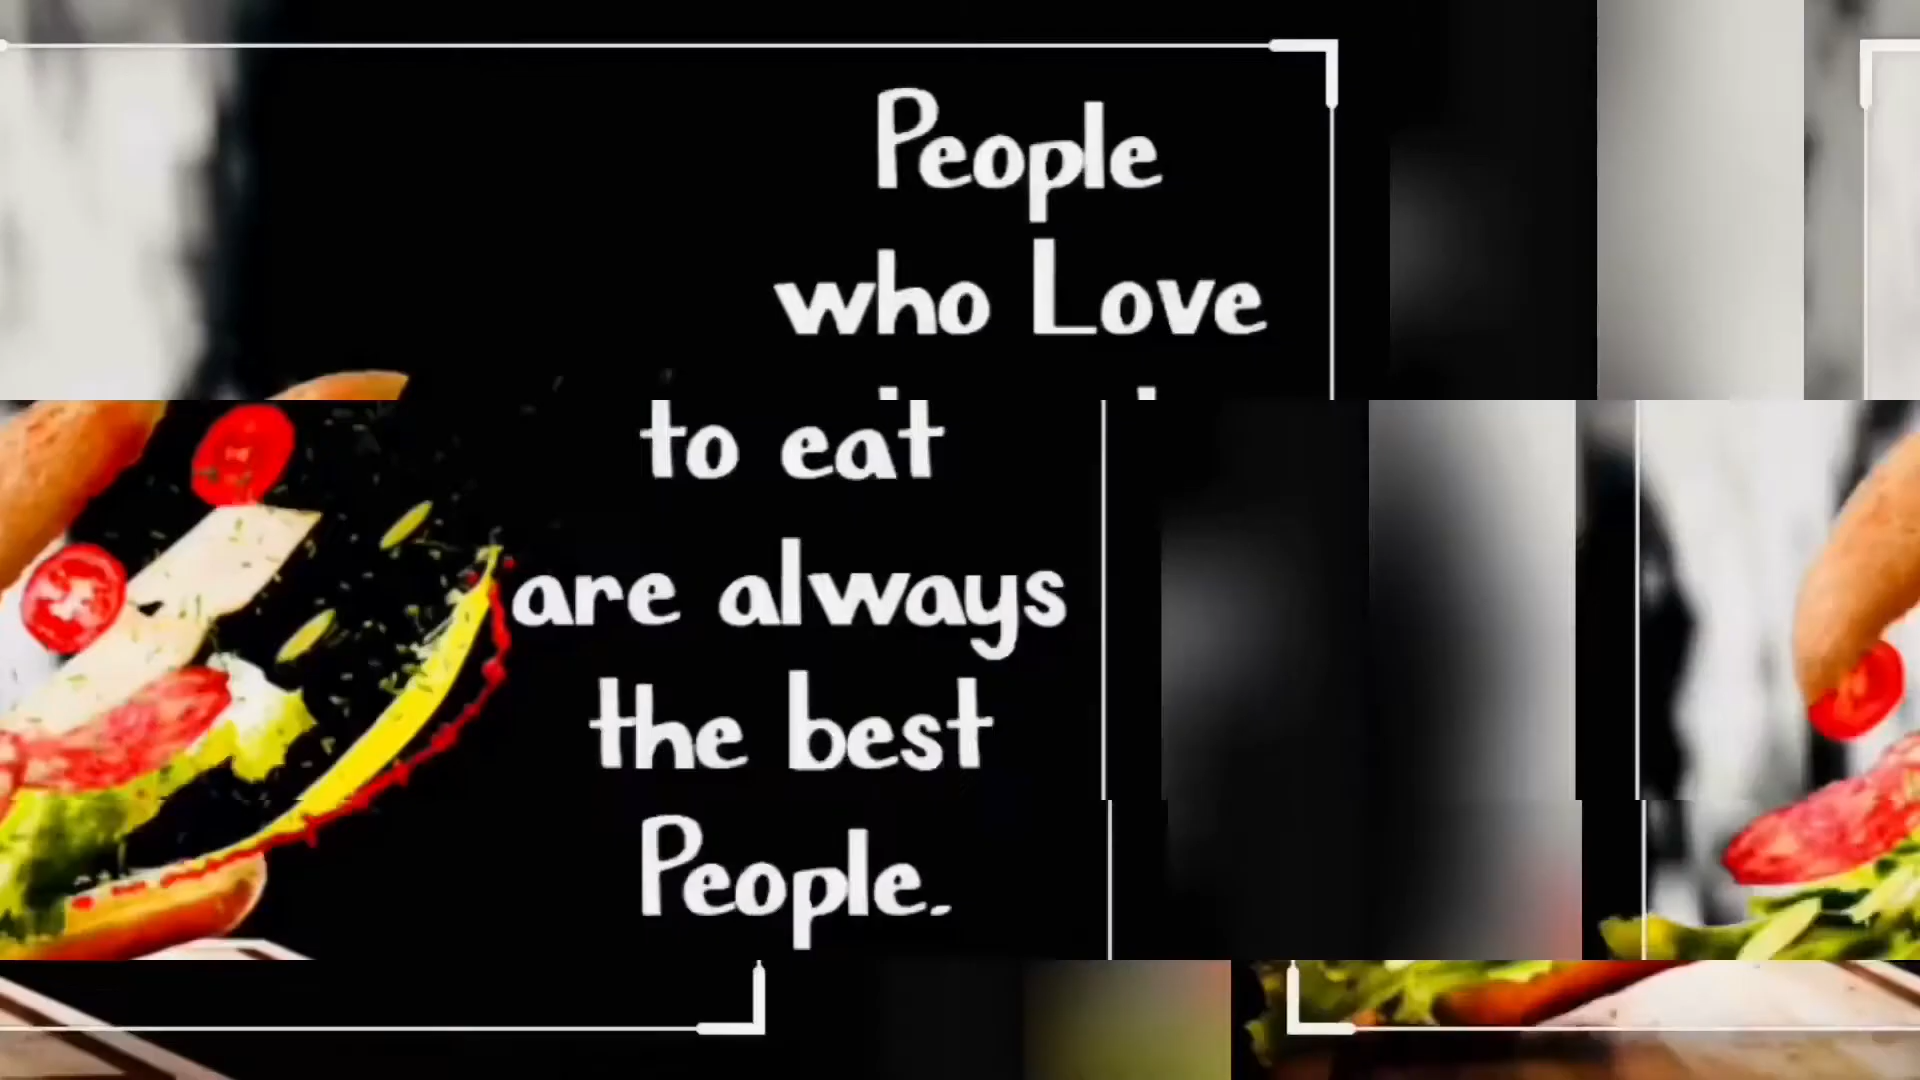 People
who Love
to eat
are always
the best
People.